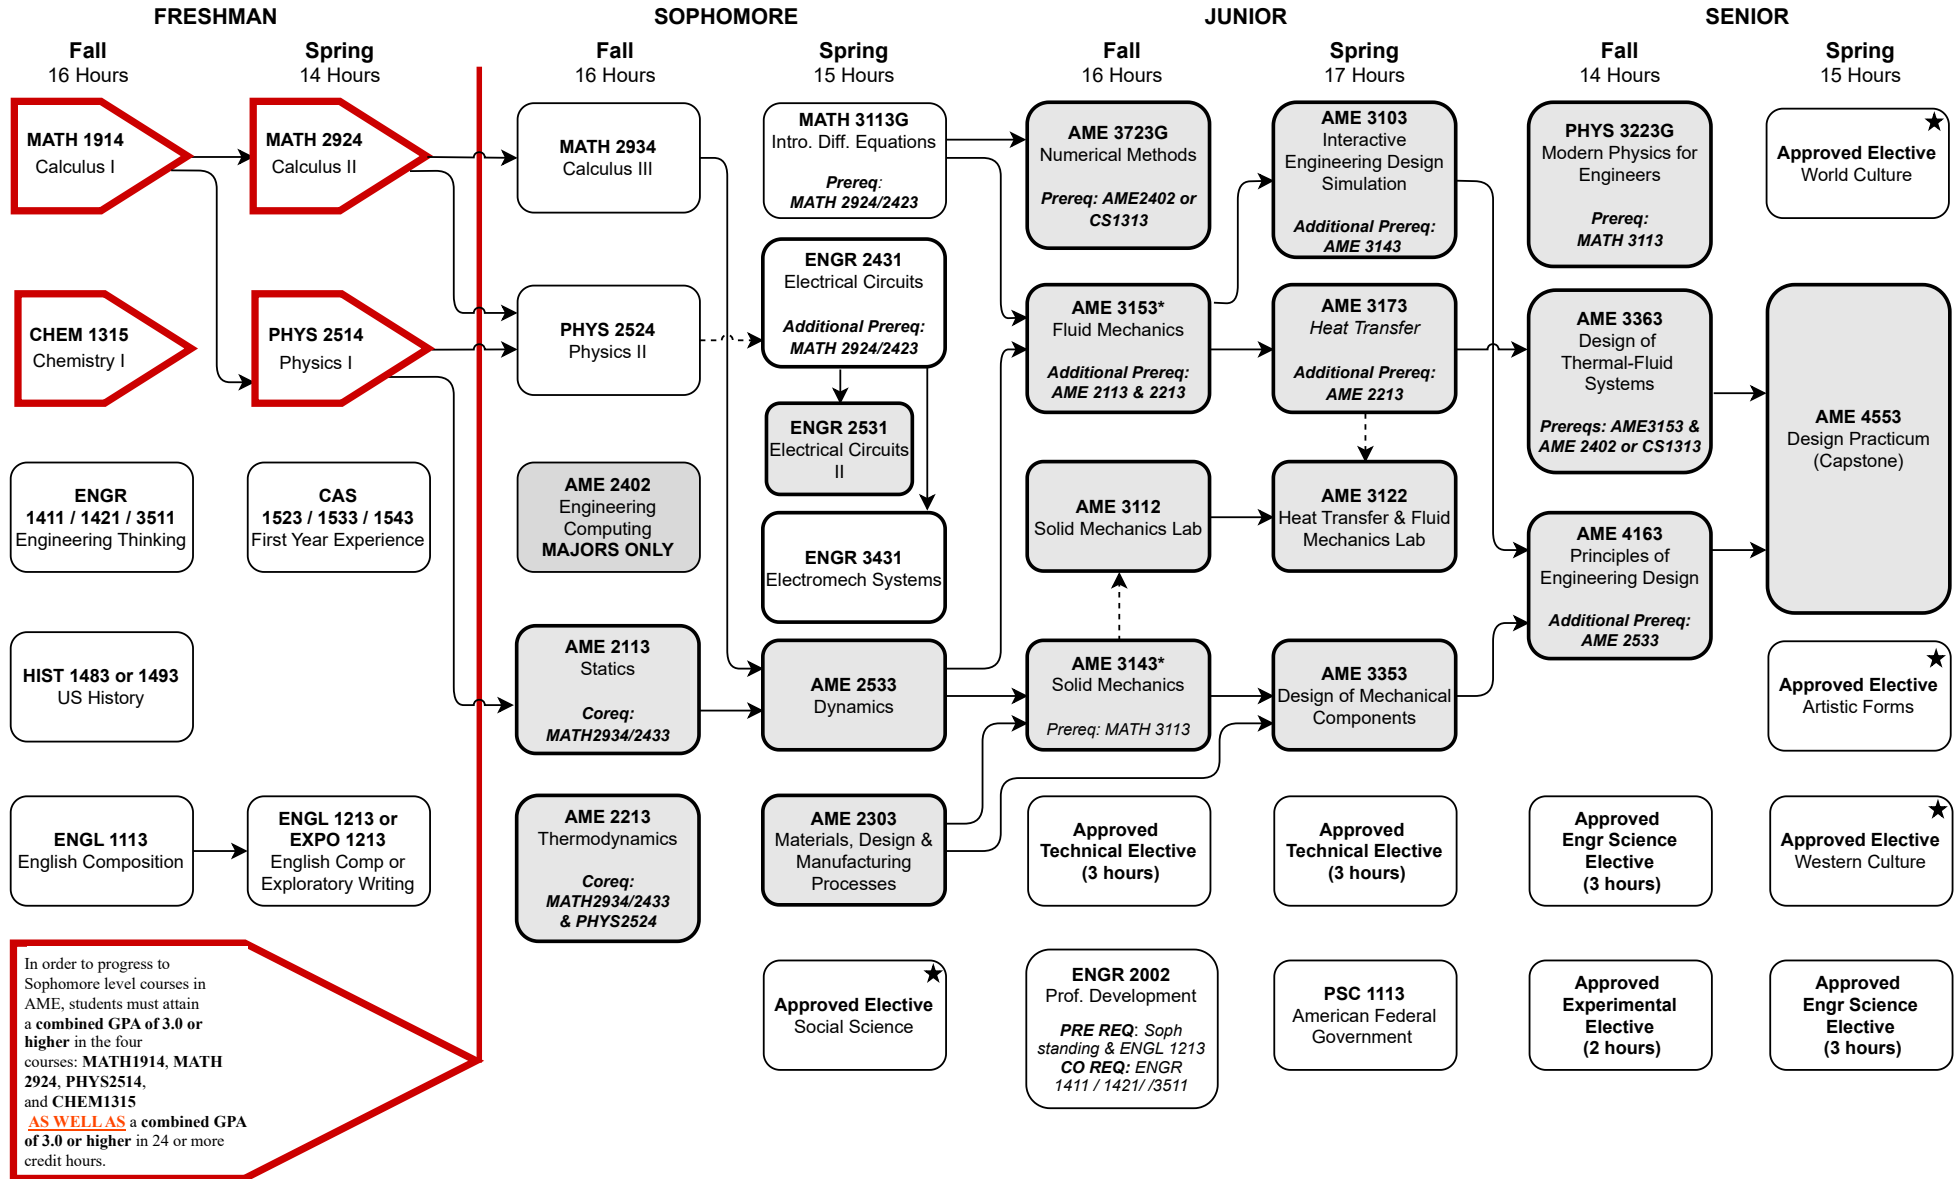 FRESHMAN
Fall
16 Hours
Spring
14 Hours
MATH 1914
Calculus I
MATH 2924
Calculus II
CHEM 1315
Chemistry I
PHYS 2514
Physics I
ENGR
1411 / 1421 / 3511
Engineering Thinking
CAS
1523 / 1533 / 1543
First Year Experience
HIST 1483 or 1493
US History
ENGL 1113
English Composition
ENGL 1213 or
EXPO 1213
English Comp or
Exploratory Writing
In order to progress to
Sophomore level courses in
AME, students must attain
a combined GPA of 3.0 or
higher in the four
courses: MATH1914, MATH
2924, PHYS2514,
and CHEM1315
AS WELL AS a combined GPA
of 3.0 or higher in 24 or more
credit hours.
SOPHOMORE
Fall
16 Hours
Spring
15 Hours
MATH 2934
Calculus III
PHYS 2524
Physics II
AME 2402
Engineering
Computing
MAJORS ONLY
AME 2113
Statics
Coreq:
MATH2934/2433
AME 2213
Thermodynamics
Coreq:
MATH2934/2433
& PHYS2524
MATH 3113G
Intro. Diff. Equations
Prereq:
MATH 2924/2423
ENGR 2431
Electrical Circuits
Additional Prereq:
MATH 2924/2423
ENGR 2531
Electrical Circuits
II
ENGR 3431
Electromech Systems
AME 2533
Dynamics
AME 2303
Materials, Design &
Manufacturing
Processes
Approved Elective
Social Science
JUNIOR
Fall
16 Hours
Spring
17 Hours
AME 3723G
Numerical Methods
Prereq: AME2402 or
CS1313
AME 3153*
Fluid Mechanics
Additional Prereq:
AME 2113 & 2213
AME 3112
Solid Mechanics Lab
AME 3143*
Solid Mechanics
Prereq: MATH 3113
Approved
Technical Elective
(3 hours)
ENGR 2002
Prof. Development
PRE REQ: Soph
standing & ENGL 1213
CO REQ: ENGR
1411 / 1421/ /3511
AME 3103
Interactive
Engineering Design
Simulation
Additional Prereq:
AME 3143
AME 3173
Heat Transfer
Additional Prereq:
AME 2213
AME 3122
Heat Transfer & Fluid
Mechanics Lab
AME 3353
Design of Mechanical
Components
Approved
Technical Elective
(3 hours)
PSC 1113
American Federal
Government
SENIOR
Fall
14 Hours
Spring
15 Hours
PHYS 3223G
Modern Physics for
Engineers
Prereq:
MATH 3113
AME 3363
Design of
Thermal-Fluid
Systems
Prereqs: AME3153 &
AME 2402 or CS1313
AME 4163
Principles of
Engineering Design
Additional Prereq:
AME 2533
Approved
Engr Science
Elective
(3 hours)
Approved
Experimental
Elective
(2 hours)
Approved Elective
World Culture
AME 4553
Design Practicum
(Capstone)
Approved Elective
Artistic Forms
Approved Elective
Western Culture
Approved
Engr Science
Elective
(3 hours)